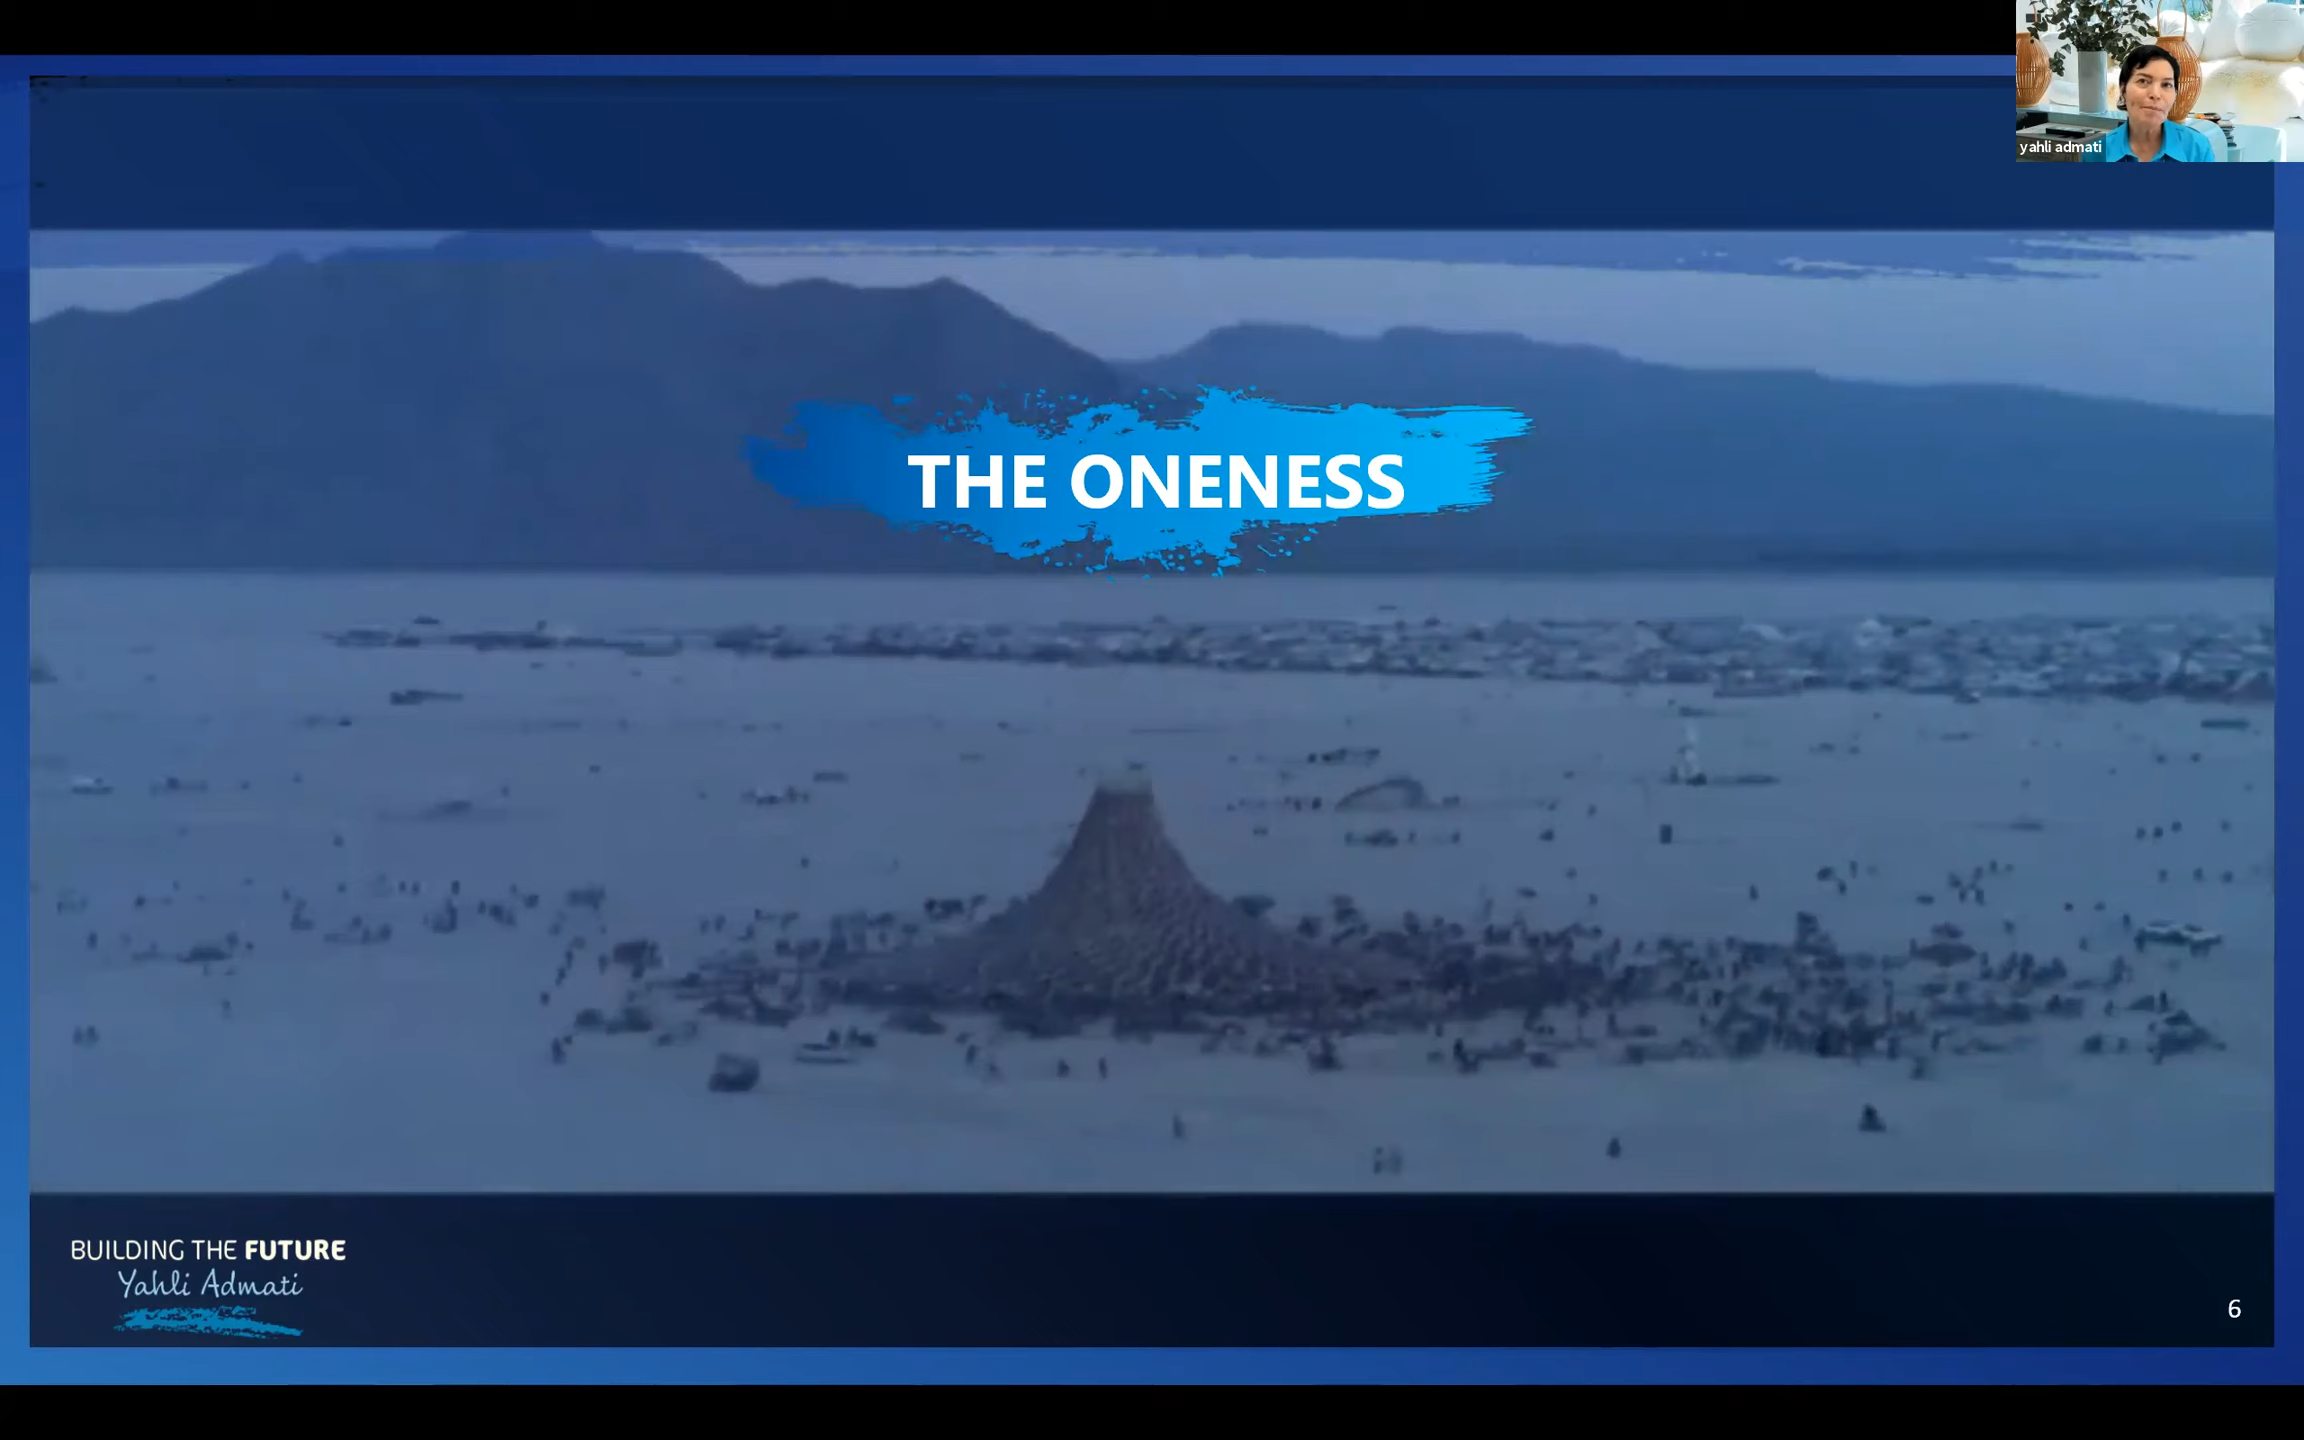 yahli admati
THE ONENESS
BUILDING THE FUTURE
Yahli Admati
6